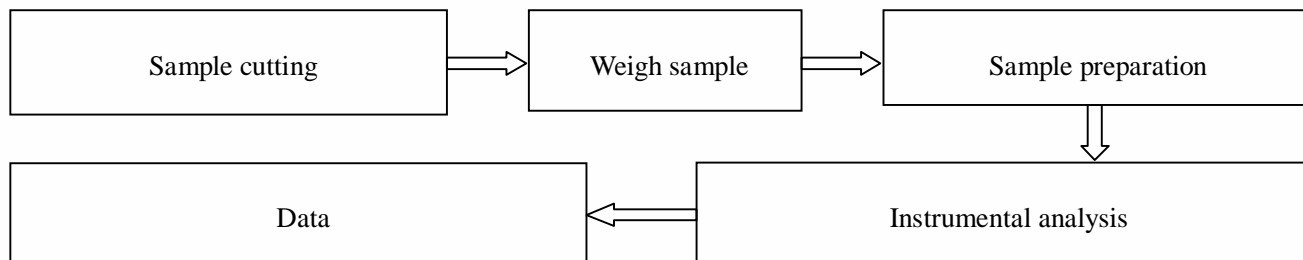 Sample cutting
Weigh sample
Sample preparation
Instrumental analysis
Data